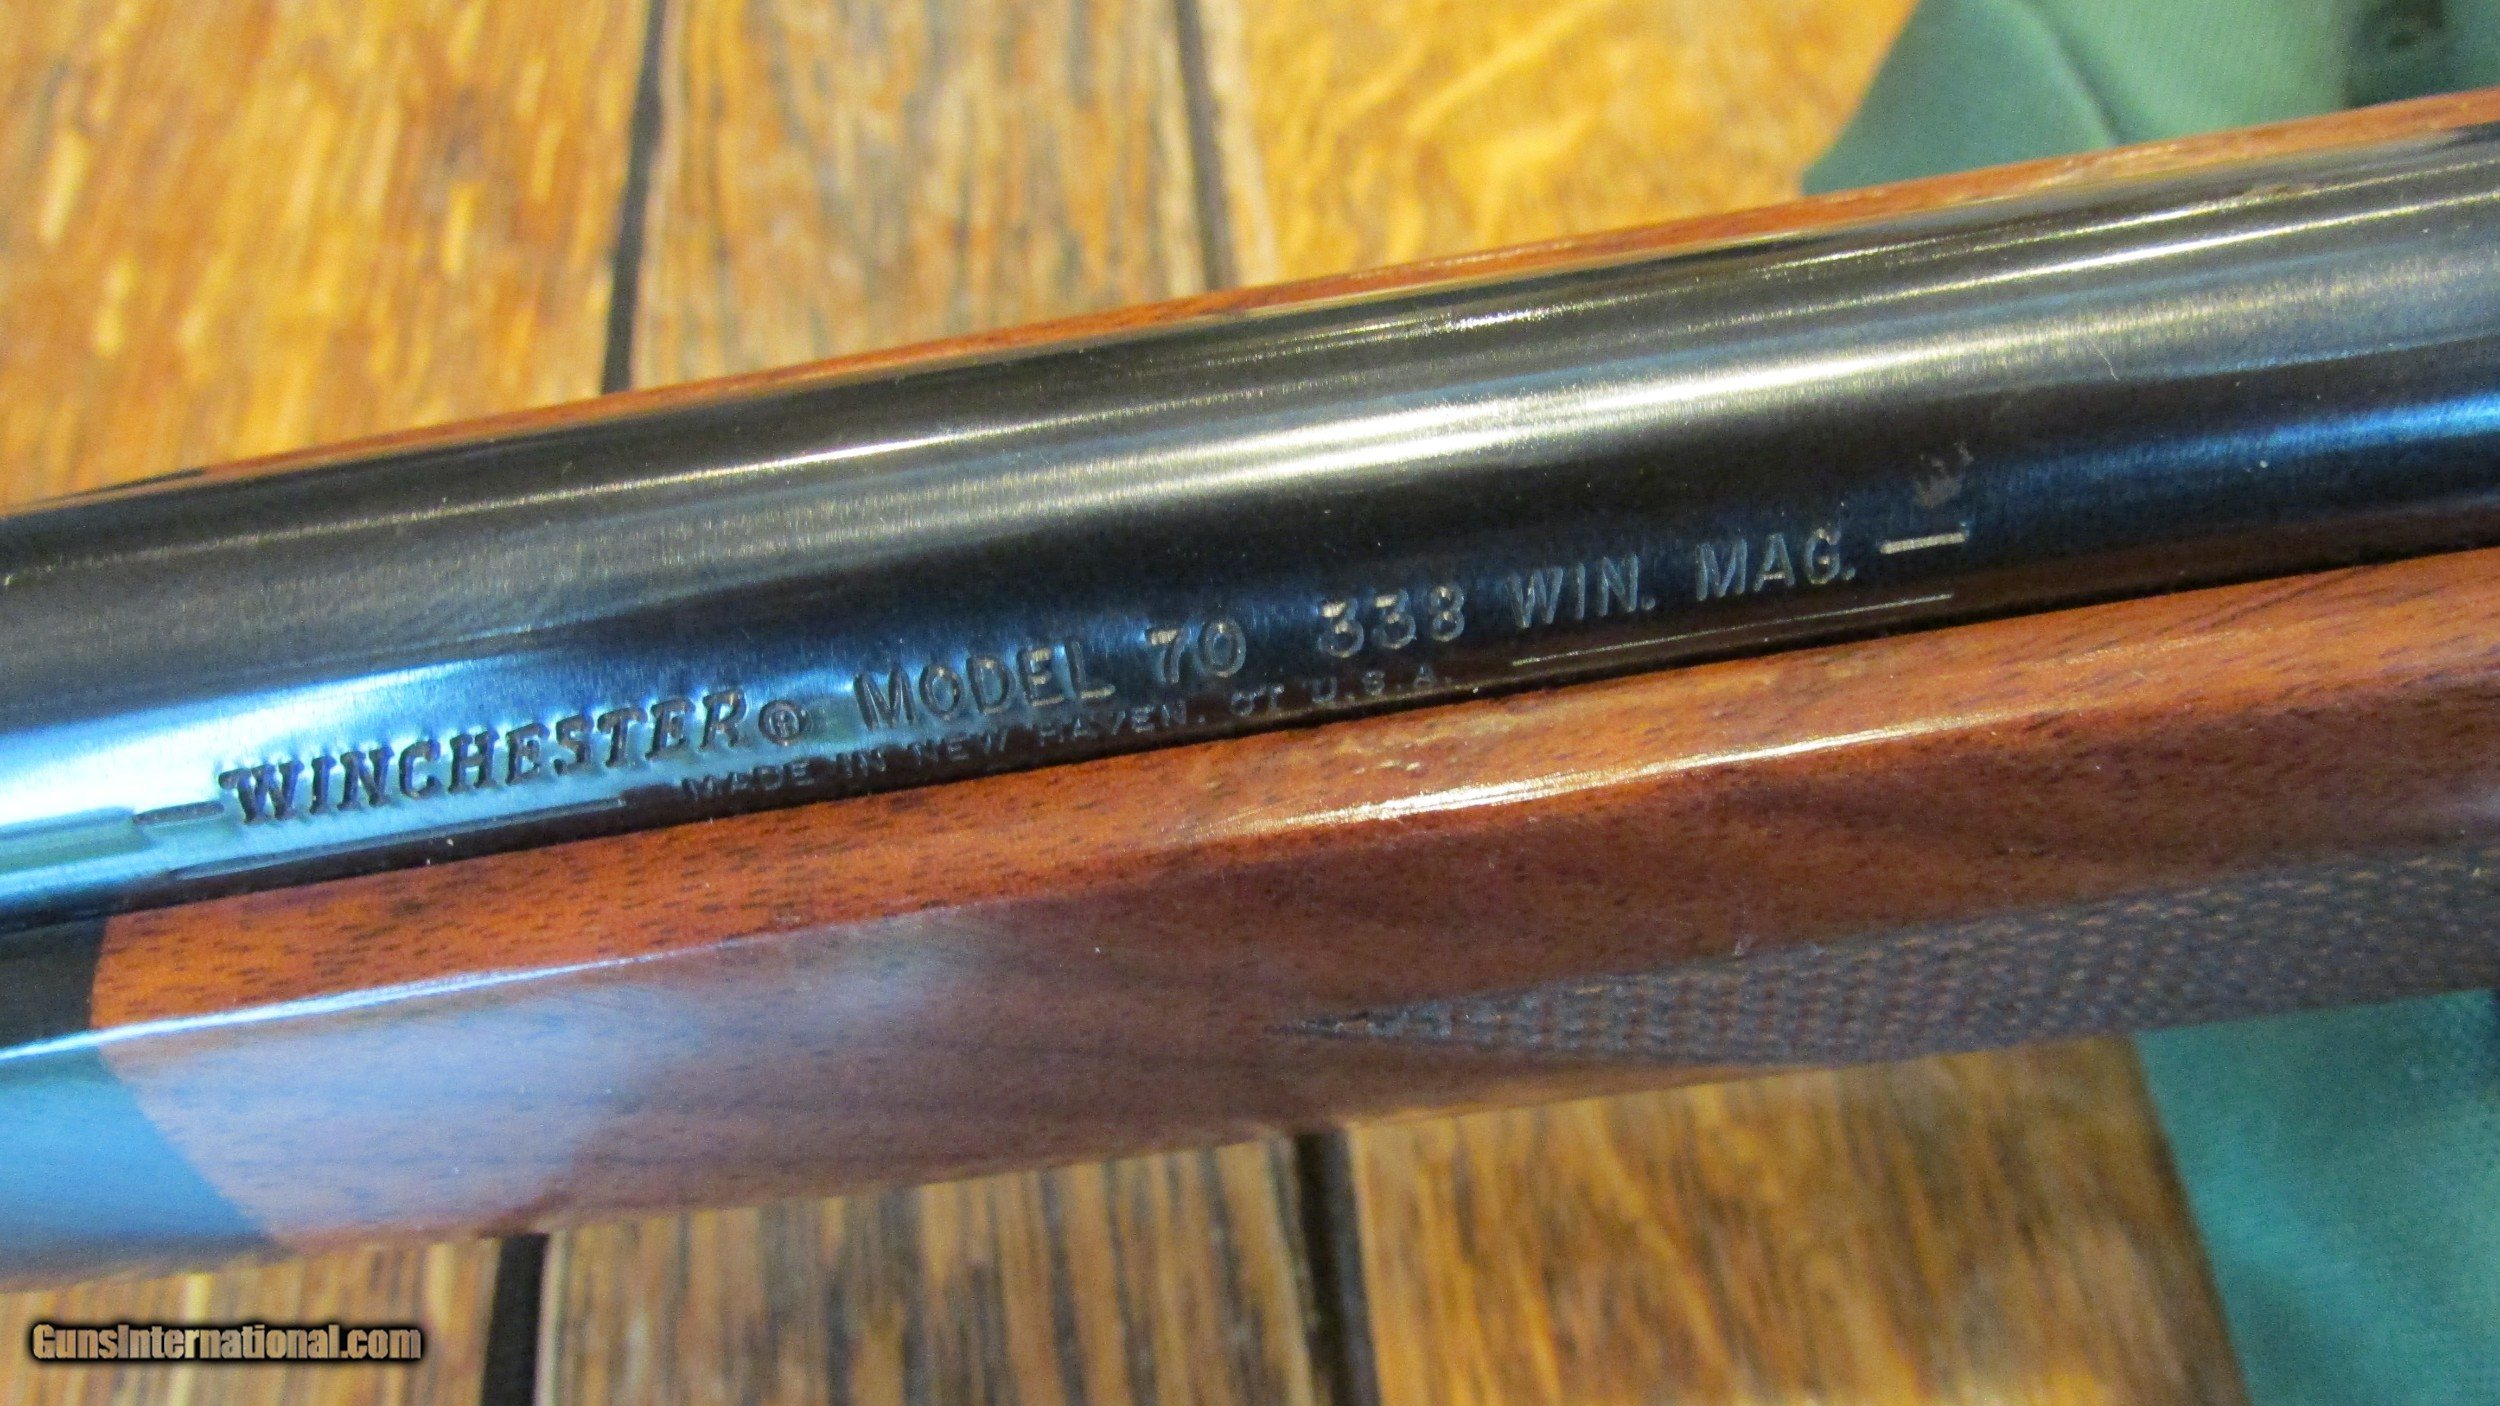 —WINCHESTER® MODEL 70 338 WIN. MAG.—
MADE IN NEW HAVEN, CT U.S.A.
GunsInternational.com